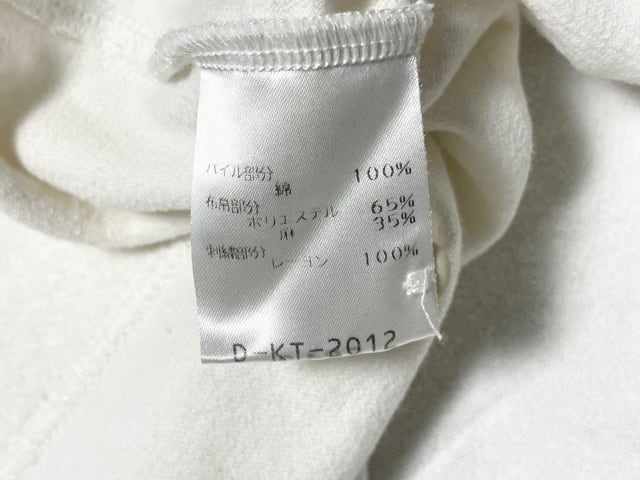 パイル部分
綿 100%
布帛部分
ポリエステル 65%
麻 35%
刺繍部分
レーヨン 100%
D-KT-2012